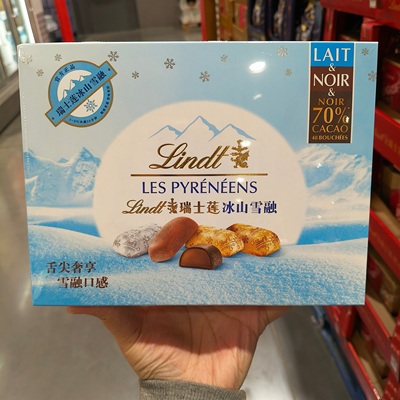 瑞士莲冰山雪融
LAIT
&
NOIR
&
NOIR
70%
CACAO
40 BOUCHÉES
Lindt
LES PYRÉNÉENS
Lindt 瑞士莲 冰山雪融
舌尖奢享
雪融口感